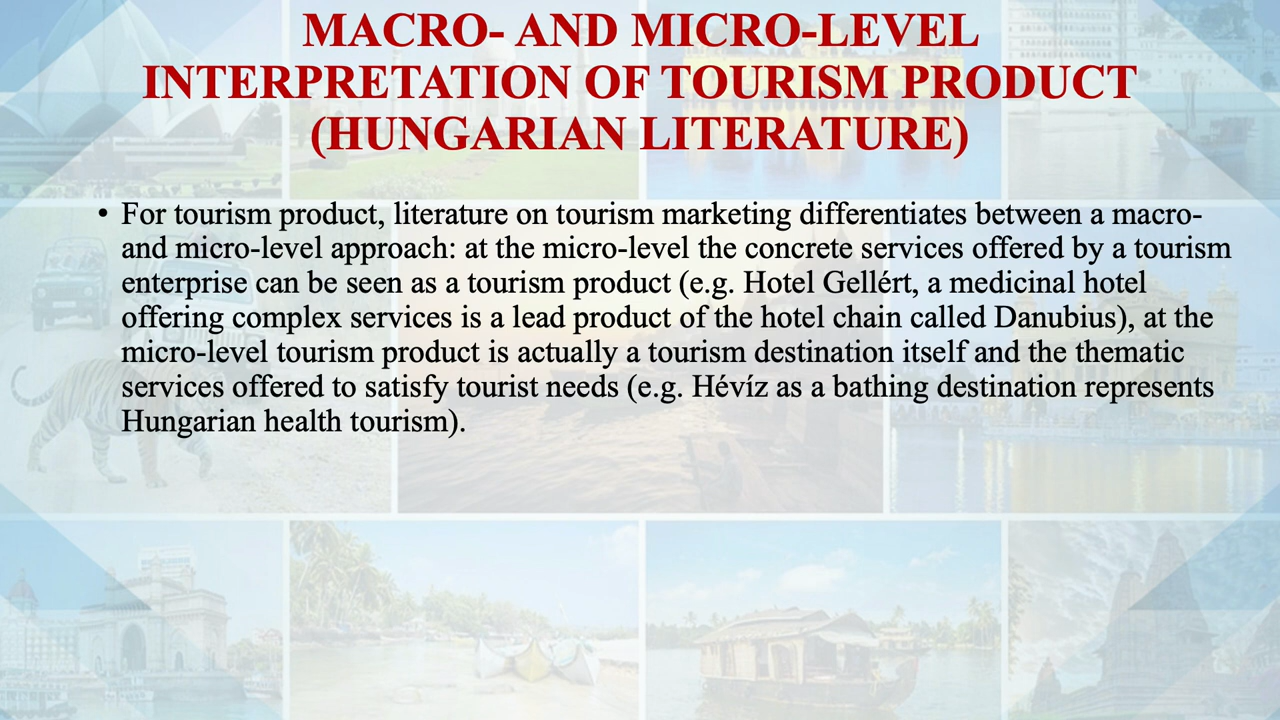 MACRO- AND MICRO-LEVEL
INTERPRETATION OF TOURISM PRODUCT
(HUNGARIAN LITERATURE)
• For tourism product, literature on tourism marketing differentiates between a macro-
and micro-level approach: at the micro-level the concrete services offered by a tourism
enterprise can be seen as a tourism product (e.g. Hotel Gellért, a medicinal hotel
offering complex services is a lead product of the hotel chain called Danubius), at the
micro-level tourism product is actually a tourism destination itself and the thematic
services offered to satisfy tourist needs (e.g. Hévíz as a bathing destination represents
Hungarian health tourism).